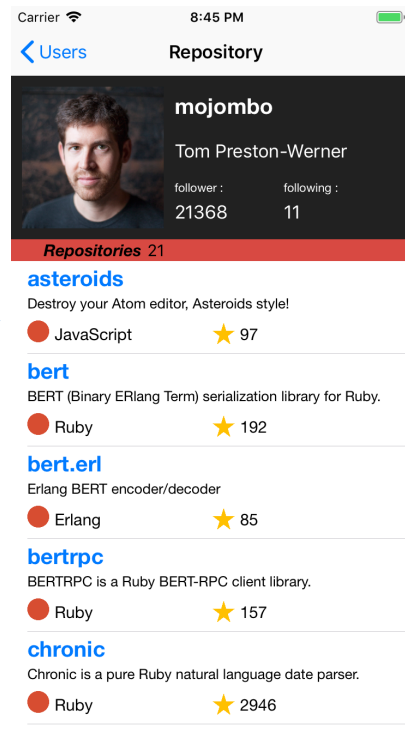 Carrier 8:45 PM
Users Repository
mojombo
Tom Preston-Werner
follower : following :
21368 11
Repositories 21
asteroids
Destroy your Atom editor, Asteroids style!
JavaScript 97
bert
BERT (Binary ERlang Term) serialization library for Ruby.
Ruby 192
bert.erl
Erlang BERT encoder/decoder
Erlang 85
bertrpc
BERTRPC is a Ruby BERT-RPC client library.
Ruby 157
chronic
Chronic is a pure Ruby natural language date parser.
Ruby 2946